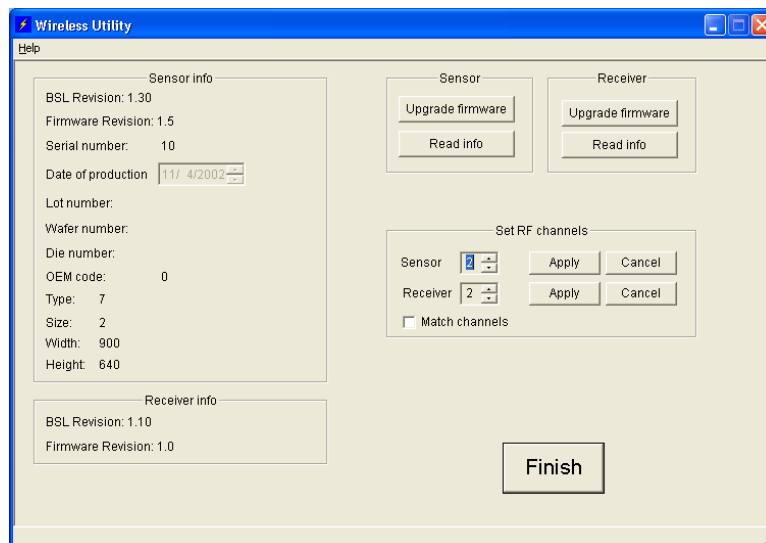 Wireless Utility
Help
Sensor info
BSL Revision: 1.30
Firmware Revision: 1.5
Serial number: 10
Date of production 11/ 4/2002
Lot number:
Wafer number:
Die number:
OEM code: 0
Type: 7
Size: 2
Width: 900
Height: 640
Receiver info
BSL Revision: 1.10
Firmware Revision: 1.0
Sensor
Upgrade firmware
Read info
Receiver
Upgrade firmware
Read info
Set RF channels
Sensor 2 Apply Cancel
Receiver 2 Apply Cancel
Match channels
Finish